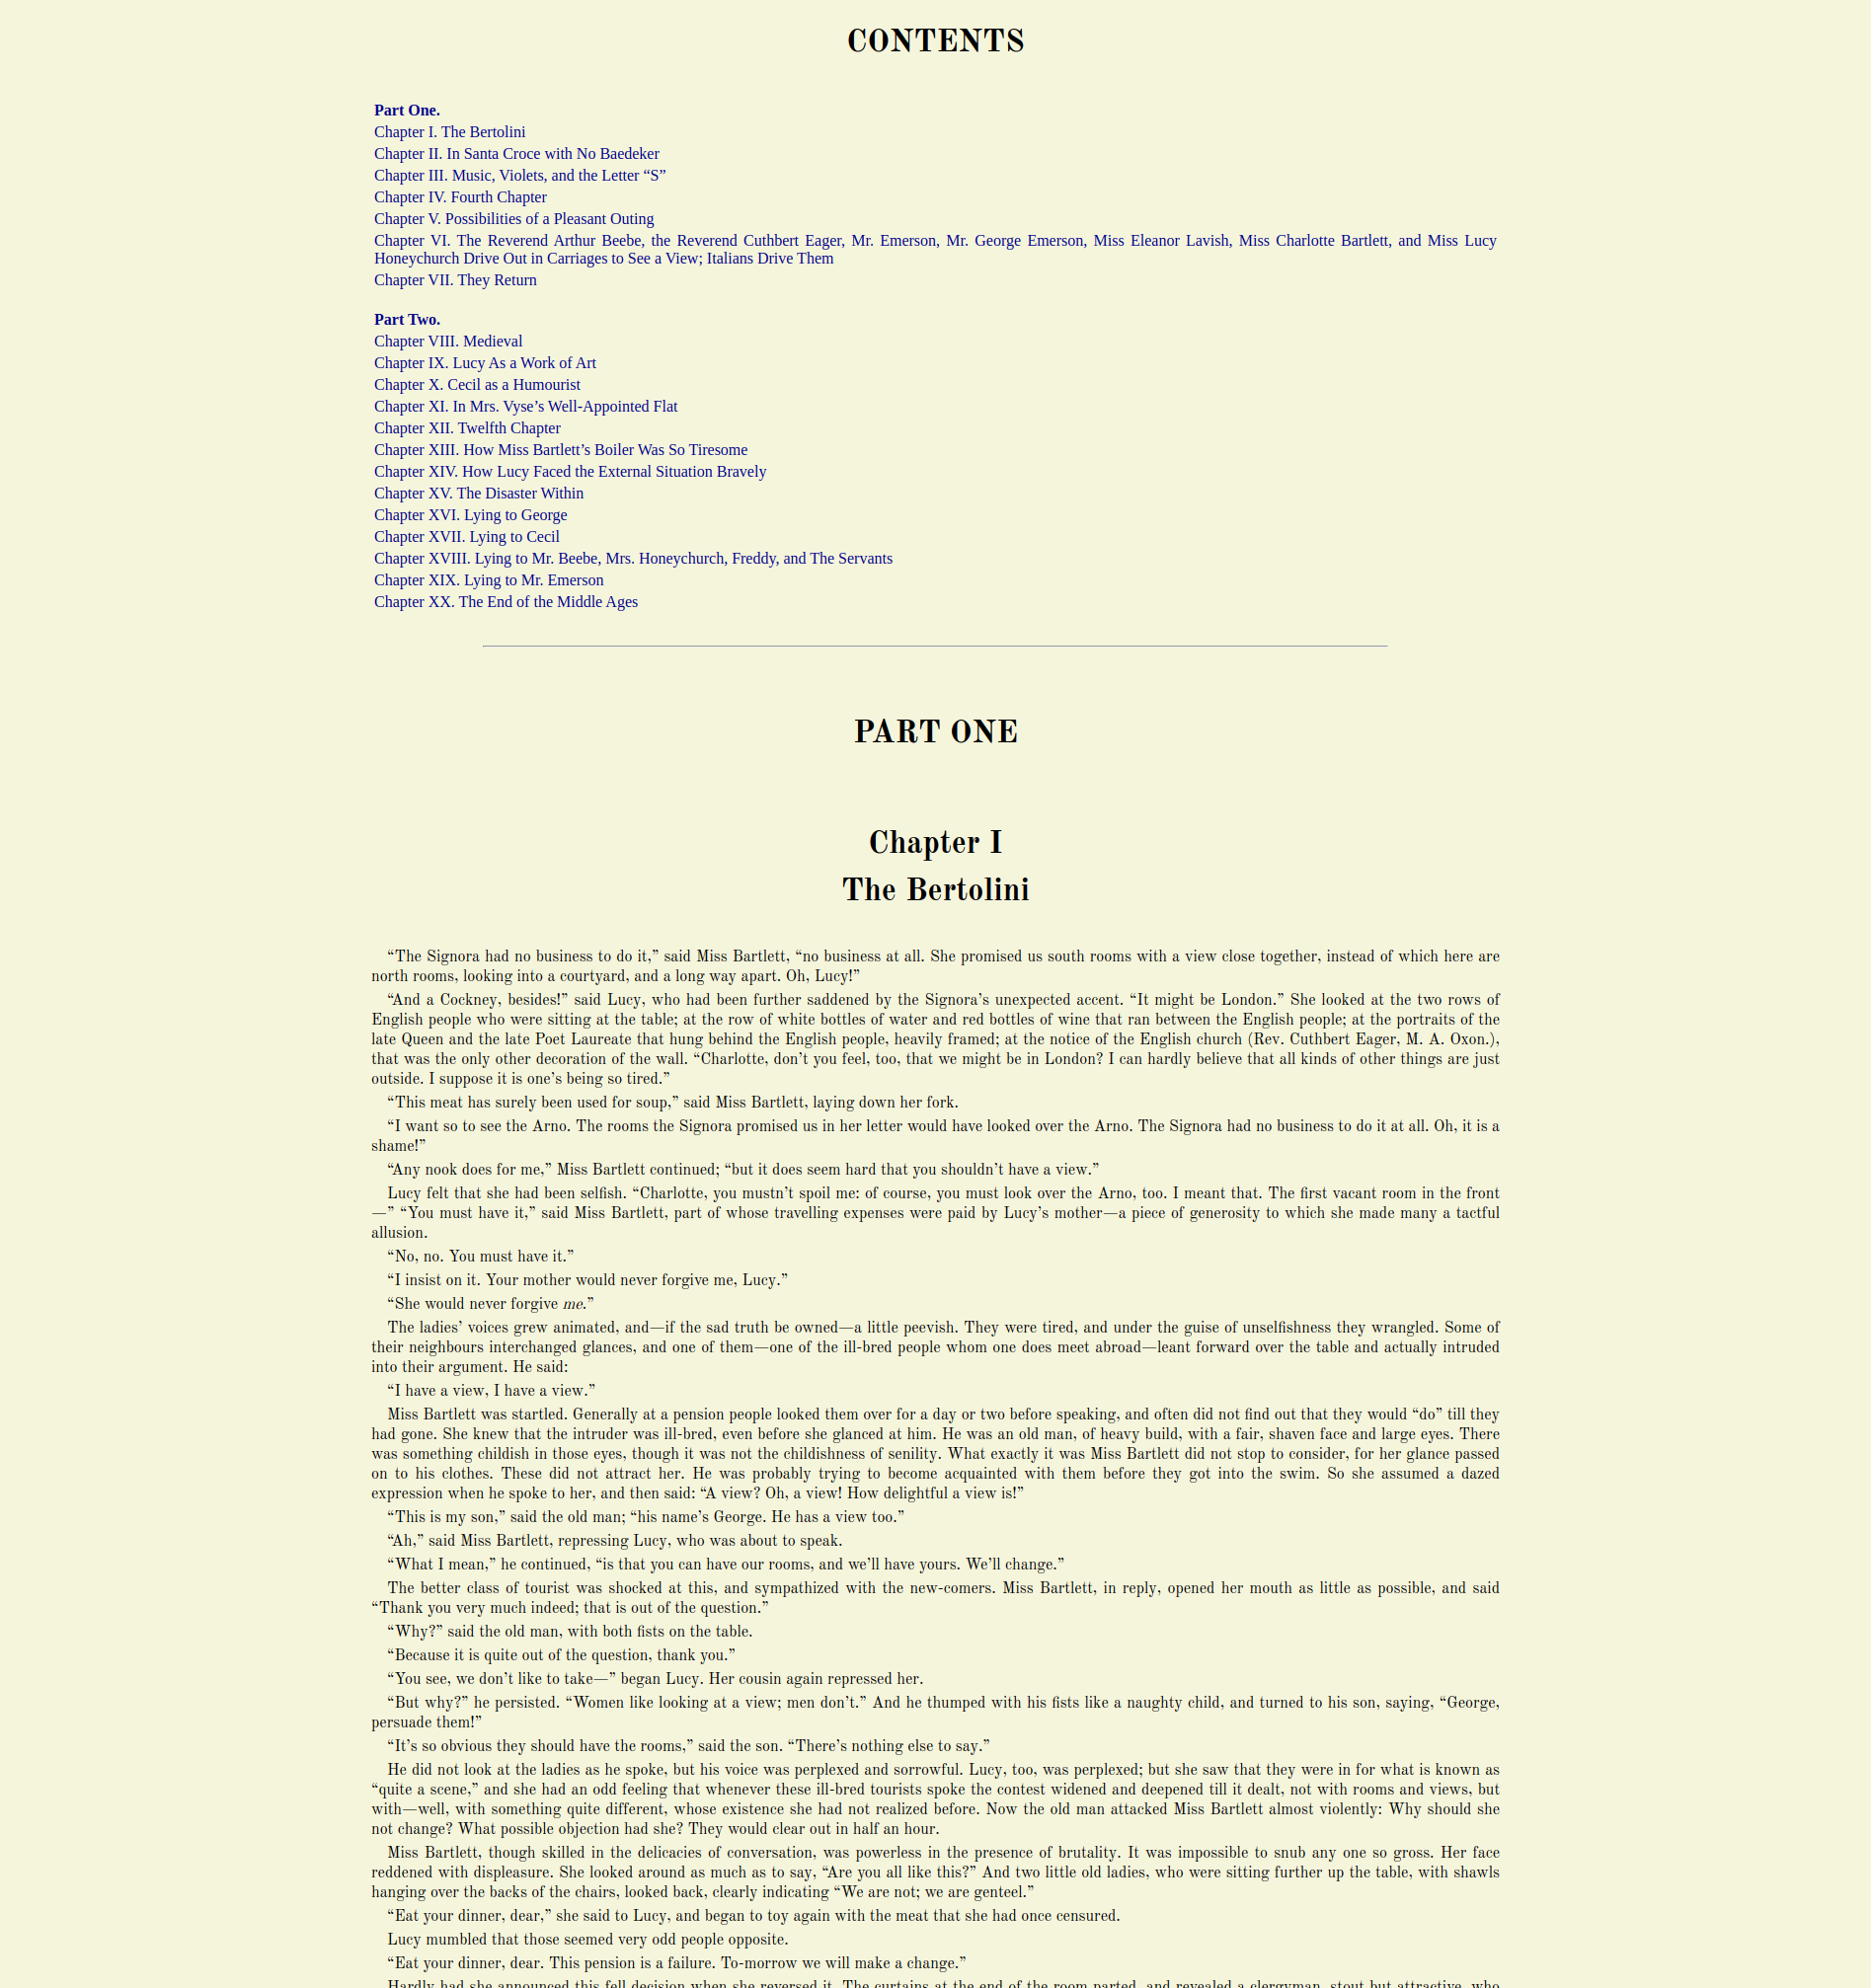 CONTENTS
Part One.
Chapter I. The Bertolini
Chapter II. In Santa Croce with No Baedeker
Chapter III. Music, Violets, and the Letter “S”
Chapter IV. Fourth Chapter
Chapter V. Possibilities of a Pleasant Outing
Chapter VI. The Reverend Arthur Beebe, the Reverend Cuthbert Eager, Mr. Emerson, Mr. George Emerson, Miss Eleanor Lavish, Miss Charlotte Bartlett, and Miss Lucy
Honeychurch Drive Out in Carriages to See a View; Italians Drive Them
Chapter VII. They Return
Part Two.
Chapter VIII. Medieval
Chapter IX. Lucy As a Work of Art
Chapter X. Cecil as a Humourist
Chapter XI. In Mrs. Vyse’s Well-Appointed Flat
Chapter XII. Twelfth Chapter
Chapter XIII. How Miss Bartlett’s Boiler Was So Tiresome
Chapter XIV. How Lucy Faced the External Situation Bravely
Chapter XV. The Disaster Within
Chapter XVI. Lying to George
Chapter XVII. Lying to Cecil
Chapter XVIII. Lying to Mr. Beebe, Mrs. Honeychurch, Freddy, and The Servants
Chapter XIX. Lying to Mr. Emerson
Chapter XX. The End of the Middle Ages
PART ONE
Chapter I
The Bertolini
“The Signora had no business to do it,” said Miss Bartlett, “no business at all. She promised us south rooms with a view close together, instead of which here are
north rooms, looking into a courtyard, and a long way apart. Oh, Lucy!”
“And a Cockney, besides!” said Lucy, who had been further saddened by the Signora’s unexpected accent. “It might be London.” She looked at the two rows of
English people who were sitting at the table; at the row of white bottles of water and red bottles of wine that ran between the English people; at the portraits of the
late Queen and the late Poet Laureate that hung behind the English people, heavily framed; at the notice of the English church (Rev. Cuthbert Eager, M. A. Oxon.),
that was the only other decoration of the wall. “Charlotte, don’t you feel, too, that we might be in London? I can hardly believe that all kinds of other things are just
outside. I suppose it is one’s being so tired.”
“This meat has surely been used for soup,” said Miss Bartlett, laying down her fork.
“I want so to see the Arno. The rooms the Signora promised us in her letter would have looked over the Arno. The Signora had no business to do it at all. Oh, it is a
shame!”
“Any nook does for me,” Miss Bartlett continued; “but it does seem hard that you shouldn’t have a view.”
Lucy felt that she had been selfish. “Charlotte, you mustn’t spoil me: of course, you must look over the Arno, too. I meant that. The first vacant room in the front
—” “You must have it,” said Miss Bartlett, part of whose travelling expenses were paid by Lucy’s mother—a piece of generosity to which she made many a tactful
allusion.
“No, no. You must have it.”
“I insist on it. Your mother would never forgive me, Lucy.”
“She would never forgive me.”
The ladies’ voices grew animated, and—if the sad truth be owned—a little peevish. They were tired, and under the guise of unselfishness they wrangled. Some of
their neighbours interchanged glances, and one of them—one of the ill-bred people whom one does meet abroad—leant forward over the table and actually intruded
into their argument. He said:
“I have a view, I have a view.”
Miss Bartlett was startled. Generally at a pension people looked them over for a day or two before speaking, and often did not find out that they would “do” till they
had gone. She knew that the intruder was ill-bred, even before she glanced at him. He was an old man, of heavy build, with a fair, shaven face and large eyes. There
was something childish in those eyes, though it was not the childishness of senility. What exactly it was Miss Bartlett did not stop to consider, for her glance passed
on to his clothes. These did not attract her. He was probably trying to become acquainted with them before they got into the swim. So she assumed a dazed
expression when he spoke to her, and then said: “A view? Oh, a view! How delightful a view is!”
“This is my son,” said the old man; “his name’s George. He has a view too.”
“Ah,” said Miss Bartlett, repressing Lucy, who was about to speak.
“What I mean,” he continued, “is that you can have our rooms, and we’ll have yours. We’ll change.”
The better class of tourist was shocked at this, and sympathized with the new-comers. Miss Bartlett, in reply, opened her mouth as little as possible, and said
“Thank you very much indeed; that is out of the question.”
“Why?” said the old man, with both fists on the table.
“Because it is quite out of the question, thank you.”
“You see, we don’t like to take—” began Lucy. Her cousin again repressed her.
“But why?” he persisted. “Women like looking at a view; men don’t.” And he thumped with his fists like a naughty child, and turned to his son, saying, “George,
persuade them!”
“It’s so obvious they should have the rooms,” said the son. “There’s nothing else to say.”
He did not look at the ladies as he spoke, but his voice was perplexed and sorrowful. Lucy, too, was perplexed; but she saw that they were in for what is known as
“quite a scene,” and she had an odd feeling that whenever these ill-bred tourists spoke the contest widened and deepened till it dealt, not with rooms and views, but
with—well, with something quite different, whose existence she had not realized before. Now the old man attacked Miss Bartlett almost violently: Why should she
not change? What possible objection had she? They would clear out in half an hour.
Miss Bartlett, though skilled in the delicacies of conversation, was powerless in the presence of brutality. It was impossible to snub any one so gross. Her face
reddened with displeasure. She looked around as much as to say, “Are you all like this?” And two little old ladies, who were sitting further up the table, with shawls
hanging over the backs of the chairs, looked back, clearly indicating “We are not; we are genteel.”
“Eat your dinner, dear,” she said to Lucy, and began to toy again with the meat that she had once censured.
Lucy mumbled that those seemed very odd people opposite.
“Eat your dinner, dear. This pension is a failure. To-morrow we will make a change.”
Hardly had she announced this fell decision when she reversed it. The curtains at the end of the room parted, and revealed a clergyman, stout but attractive, who